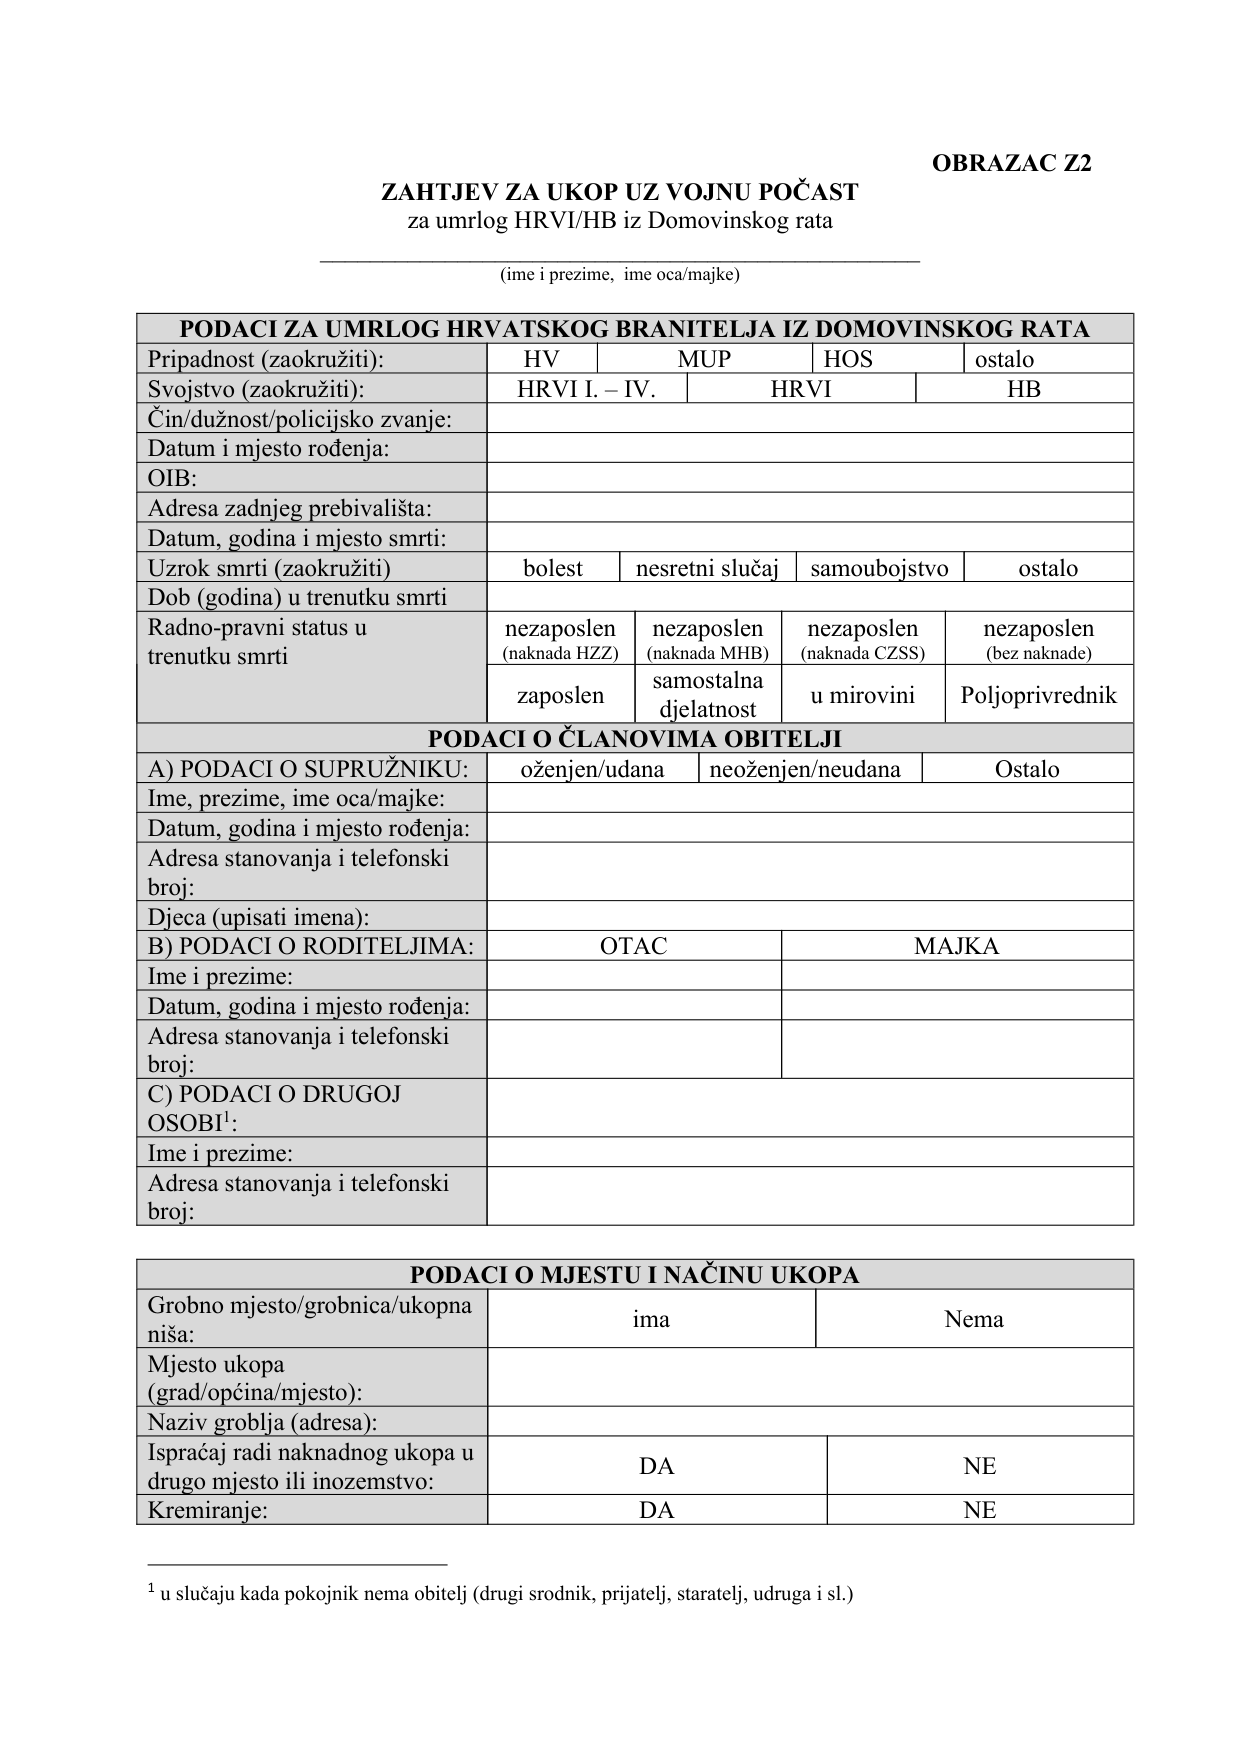 OBRAZAC Z2
ZAHTJEV ZA UKOP UZ VOJNU POČAST
za umrlog HRVI/HB iz Domovinskog rata
________________________________________________
(ime i prezime, ime oca/majke)
PODACI ZA UMRLOG HRVATSKOG BRANITELJA IZ DOMOVINSKOG RATA
Pripadnost (zaokružiti): HV MUP HOS ostalo
Svojstvo (zaokružiti): HRVI I. – IV. HRVI HB
Čin/dužnost/policijsko zvanje:
Datum i mjesto rođenja:
OIB:
Adresa zadnjeg prebivališta:
Datum, godina i mjesto smrti:
Uzrok smrti (zaokružiti) bolest nesretni slučaj samoubojstvo ostalo
Dob (godina) u trenutku smrti
Radno-pravni status u
trenutku smrti
nezaposlen nezaposlen nezaposlen nezaposlen
(naknada HZZ) (naknada MHB) (naknada CZSS) (bez naknade)
zaposlen samostalna djelatnost u mirovini Poljoprivrednik
PODACI O ČLANOVIMA OBITELJI
A) PODACI O SUPRUŽNIKU: oženjen/udana neoženjen/neudana Ostalo
Ime, prezime, ime oca/majke:
Datum, godina i mjesto rođenja:
Adresa stanovanja i telefonski
broj:
Djeca (upisati imena):
B) PODACI O RODITELJIMA: OTAC MAJKA
Ime i prezime:
Datum, godina i mjesto rođenja:
Adresa stanovanja i telefonski
broj:
C) PODACI O DRUGOJ
OSOBI¹:
Ime i prezime:
Adresa stanovanja i telefonski
broj:
PODACI O MJESTU I NAČINU UKOPA
Grobno mjesto/grobnica/ukopna
niša:
ima Nema
Mjesto ukopa
(grad/općina/mjesto):
Naziv groblja (adresa):
Ispraćaj radi naknadnog ukopa u
drugo mjesto ili inozemstvo:
DA NE
Kremiranje: DA NE
¹ u slučaju kada pokojnik nema obitelj (drugi srodnik, prijatelj, staratelj, udruga i sl.)